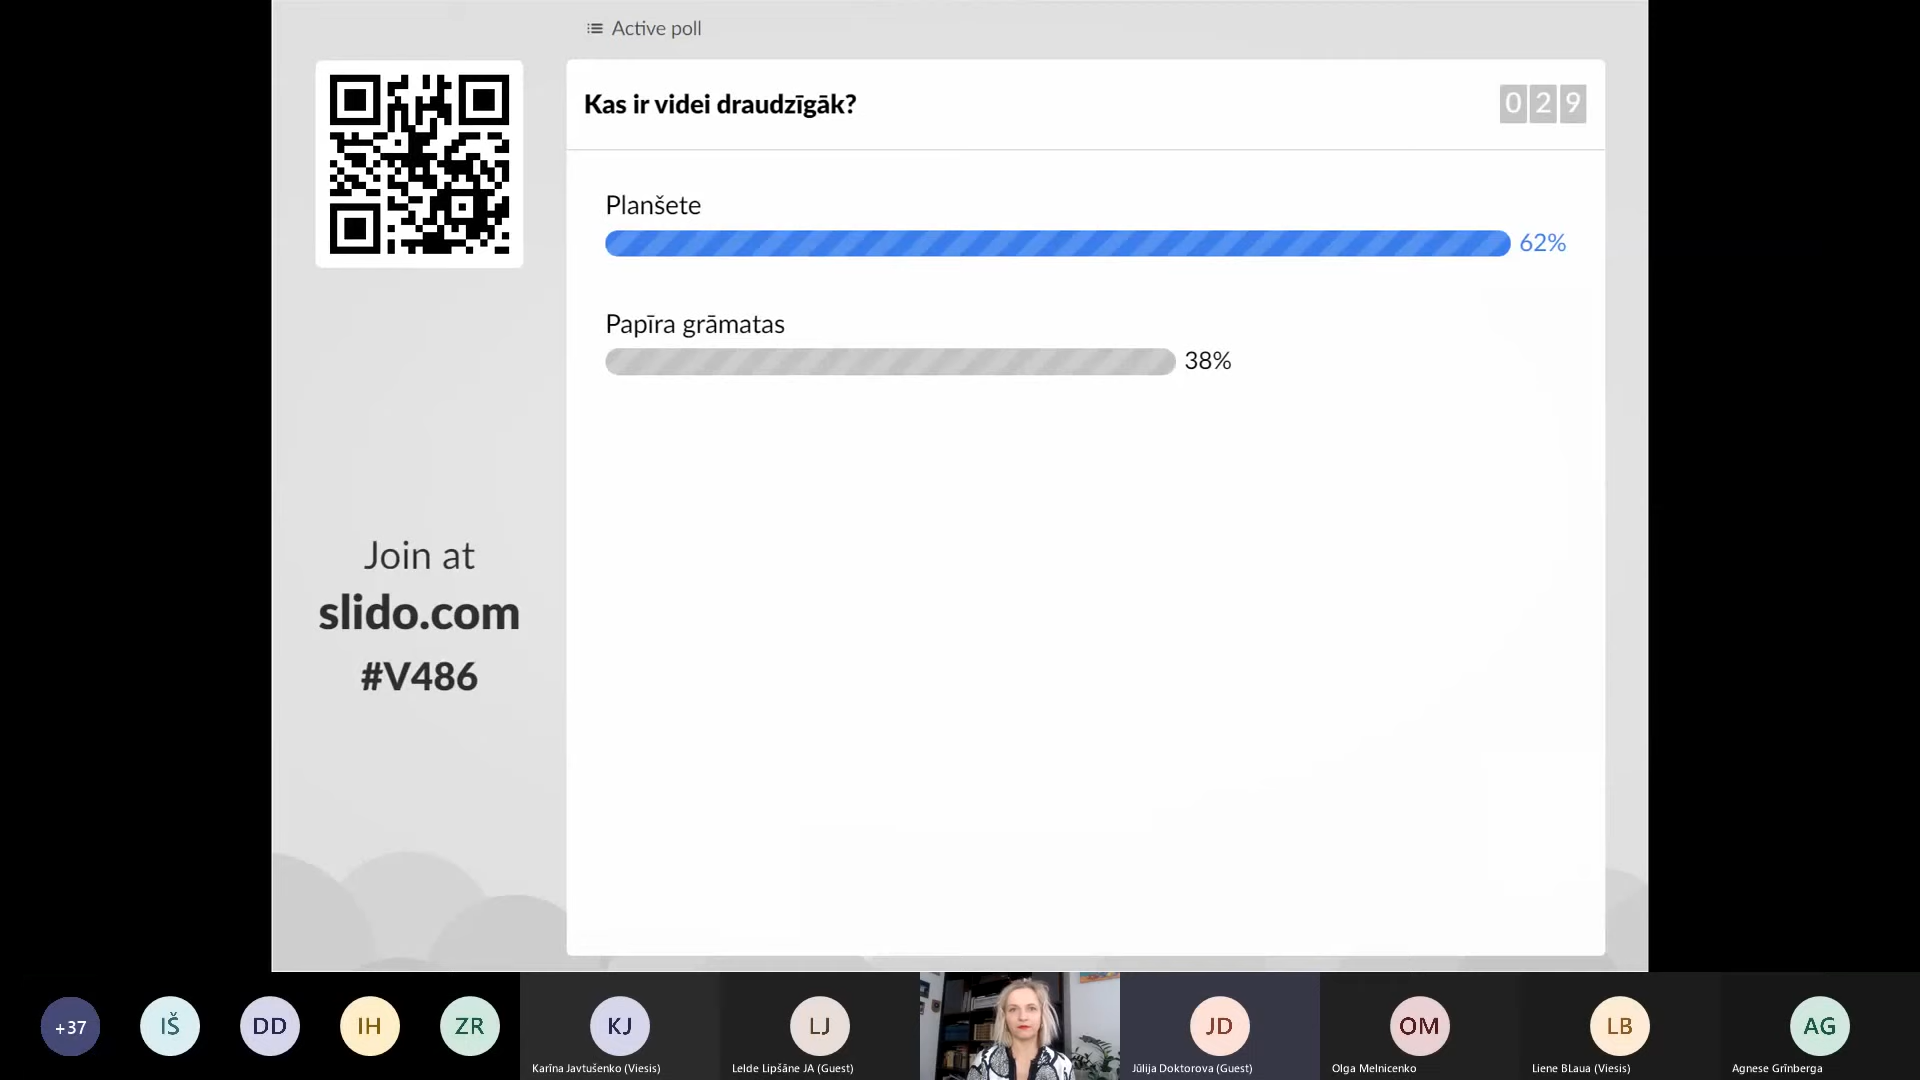 Active poll
Kas ir videi draudzīgāk?
029
Planšete
62%
Papīra grāmatas
38%
Join at
slido.com
#V486
+37
IŠ
DD
IH
ZR
KJ
Karīna Javtušenko (Viesis)
LJ
Lelde Lipšāne JA (Guest)
JD
Jūlija Doktorova (Guest)
OM
Olga Melnicenko
LB
Liene BLaua (Viesis)
AG
Agnese Grīnberga